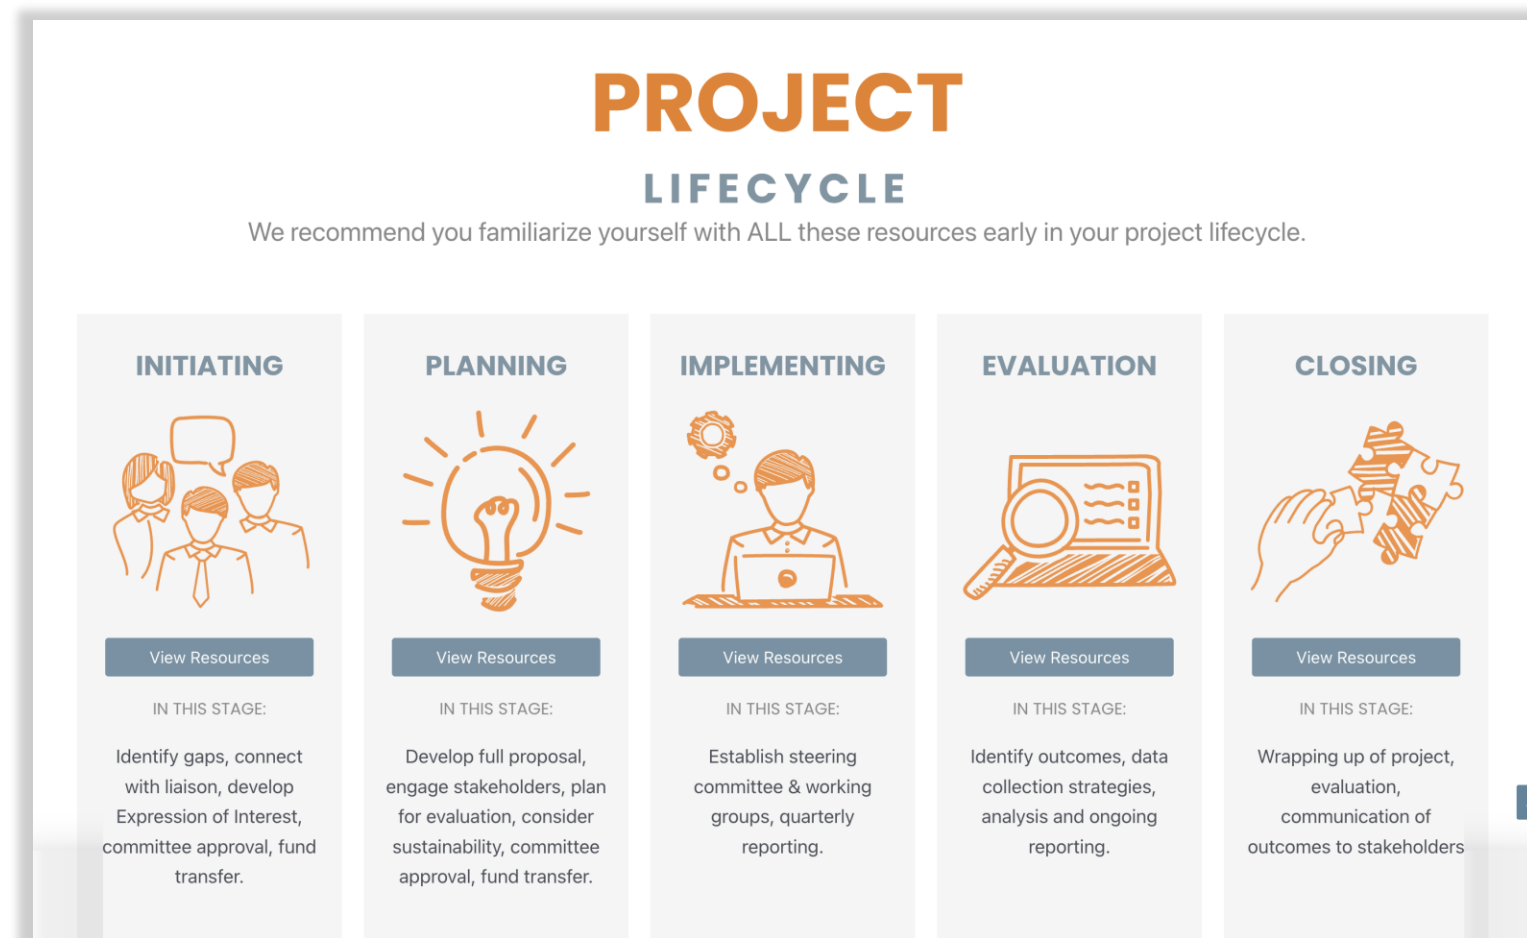 PROJECT
LIFECYCLE
We recommend you familiarize yourself with ALL these resources early in your project lifecycle.
INITIATING
View Resources
IN THIS STAGE:
Identify gaps, connect
with liaison, develop
Expression of Interest,
committee approval, fund
transfer.
PLANNING
View Resources
IN THIS STAGE:
Develop full proposal,
engage stakeholders, plan
for evaluation, consider
sustainability, committee
approval, fund transfer.
IMPLEMENTING
View Resources
IN THIS STAGE:
Establish steering
committee & working
groups, quarterly
reporting.
EVALUATION
View Resources
IN THIS STAGE:
Identify outcomes, data
collection strategies,
analysis and ongoing
reporting.
CLOSING
View Resources
IN THIS STAGE:
Wrapping up of project,
evaluation,
communication of
outcomes to stakeholders